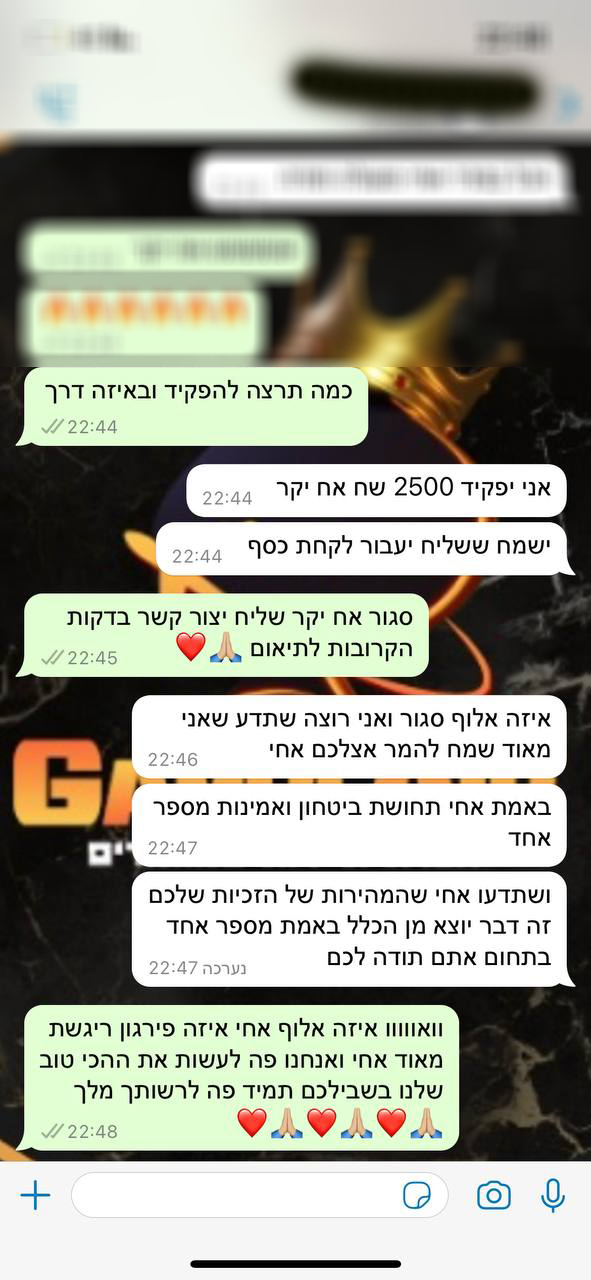 כמה תרצה להפקיד ובאיזה דרך
22:44
אני יפקיד 2500 שח אח יקר
22:44
ישמח ששליח יעבור לקחת כסף
22:44
סגור אח יקר שליח יצור קשר בדקות
הקרובות לתיאום 🙏🏼❤️
22:45
איזה אלוף סגור ואני רוצה שתדע שאני
מאוד שמח להמר אצלכם אחי
22:46
באמת אחי תחושת ביטחון ואמינות מספר
אחד
22:47
ושתדעו אחי שהמהירות של הזכיות שלכם
זה דבר יוצא מן הכלל באמת מספר אחד
בתחום אתם תודה לכם
נערכה 22:47
וואוווווו איזה אלוף אחי איזה פירגון ריגשת
מאוד אחי ואנחנו פה לעשות את ההכי טוב
שלנו בשבילכם תמיד פה לרשותך מלך
🙏🏼❤️🙏🏼❤️🙏🏼❤️
22:48